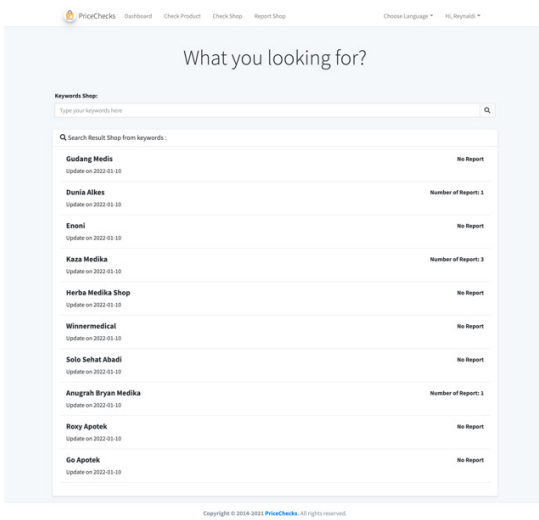 PriceChecks Dashboard Check Product Check Shop Report Shop Choose Language Hi, Reynaldi
What you looking for?
Keywords Shop:
Type your keywords here
Search Result Shop from keywords :
Gudang Medis No Report
Update on 2022-01-10
Dunia Alkes Number of Report: 1
Update on 2022-01-10
Enoni No Report
Update on 2022-01-10
Kaza Medika Number of Report: 3
Update on 2022-01-10
Herba Medika Shop No Report
Update on 2022-01-10
Winnermedical No Report
Update on 2022-01-10
Solo Sehat Abadi No Report
Update on 2022-01-10
Anugrah Bryan Medika Number of Report: 1
Update on 2022-01-10
Roxy Apotek No Report
Update on 2022-01-10
Go Apotek No Report
Update on 2022-01-10
Copyright © 2014-2021 PriceChecks. All rights reserved.